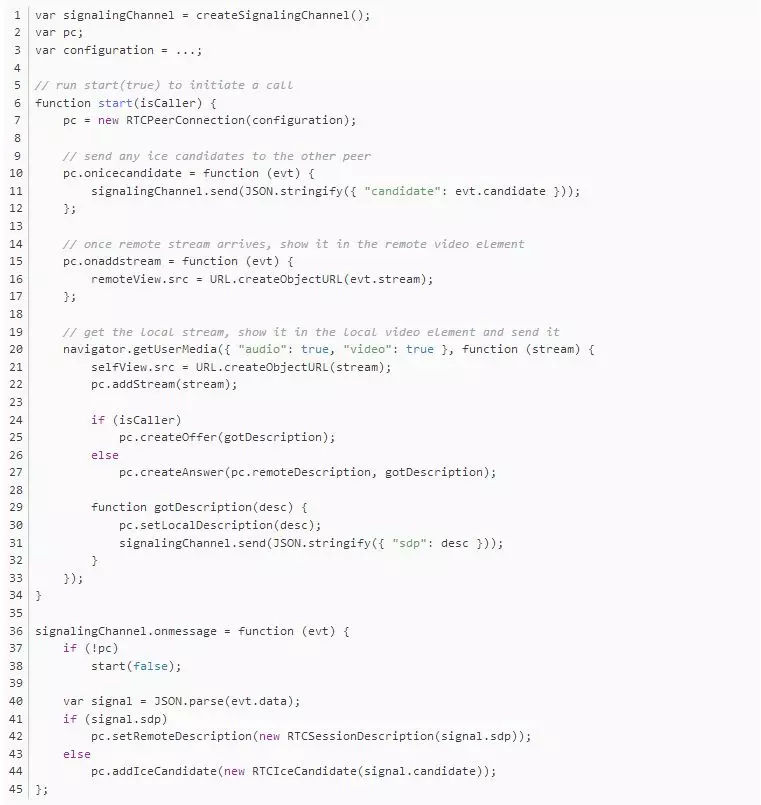 1 var signalingChannel = createSignalingChannel();
2 var pc;
3 var configuration = ...;
4
5 // run start(true) to initiate a call
6 function start(isCaller) {
7     pc = new RTCPeerConnection(configuration);
8
9     // send any ice candidates to the other peer
10     pc.onicecandidate = function (evt) {
11         signalingChannel.send(JSON.stringify({ "candidate": evt.candidate }));
12     };
13
14     // once remote stream arrives, show it in the remote video element
15     pc.onaddstream = function (evt) {
16         remoteView.src = URL.createObjectURL(evt.stream);
17     };
18
19     // get the local stream, show it in the local video element and send it
20     navigator.getUserMedia({ "audio": true, "video": true }, function (stream) {
21         selfView.src = URL.createObjectURL(stream);
22         pc.addStream(stream);
23
24         if (isCaller)
25             pc.createOffer(gotDescription);
26         else
27             pc.createAnswer(pc.remoteDescription, gotDescription);
28
29         function gotDescription(desc) {
30             pc.setLocalDescription(desc);
31             signalingChannel.send(JSON.stringify({ "sdp": desc }));
32         }
33     });
34 }
35
36 signalingChannel.onmessage = function (evt) {
37     if (!pc)
38         start(false);
39
40     var signal = JSON.parse(evt.data);
41     if (signal.sdp)
42         pc.setRemoteDescription(new RTCSessionDescription(signal.sdp));
43     else
44         pc.addIceCandidate(new RTCIceCandidate(signal.candidate));
45 };